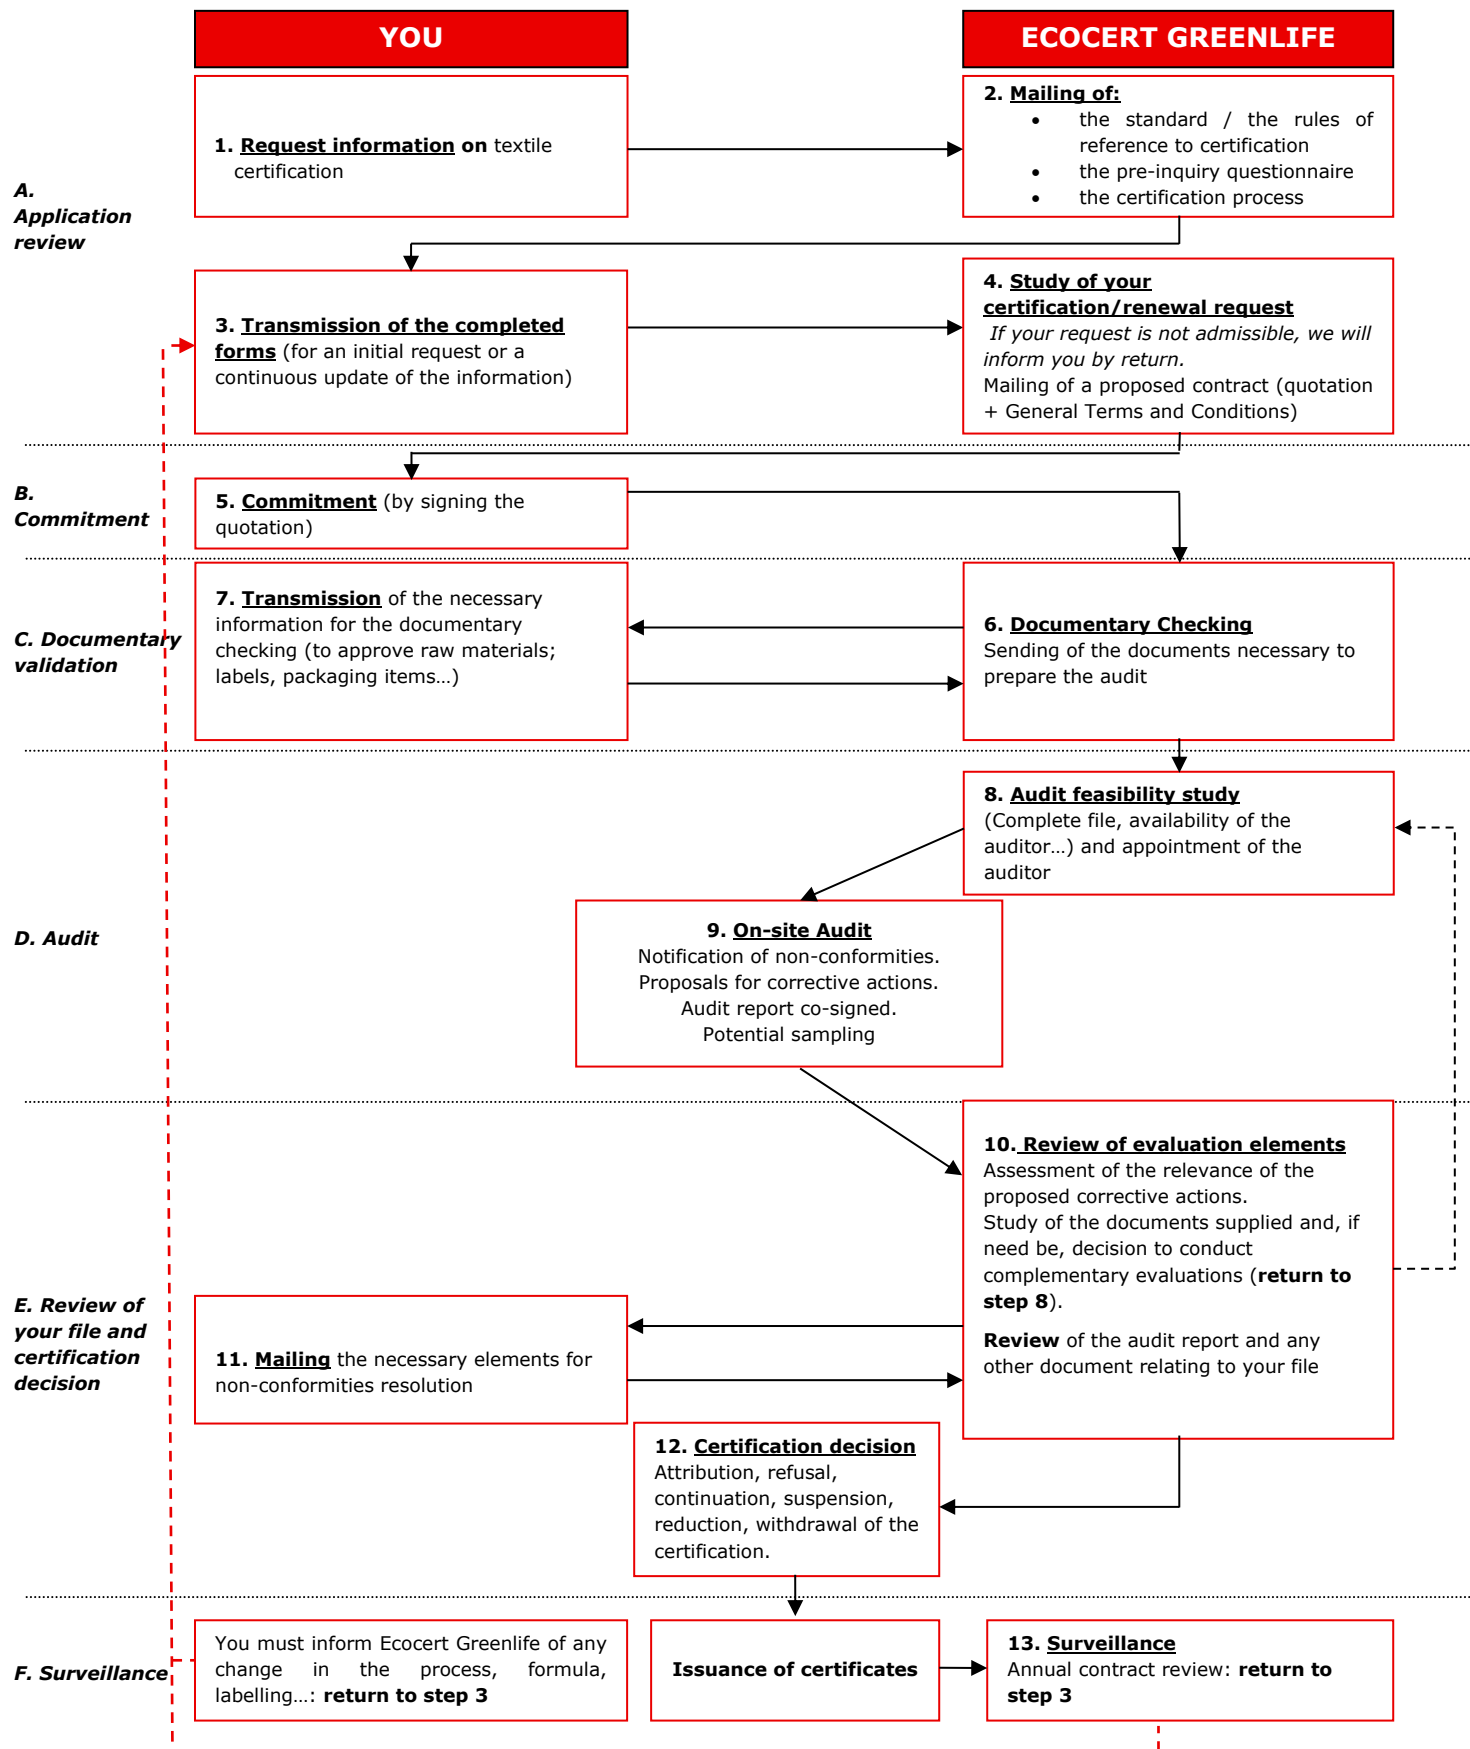 YOU
ECOCERT GREENLIFE
A.
Application
review
1. Request information on textile
certification
2. Mailing of:
• the standard / the rules of
reference to certification
• the pre-inquiry questionnaire
• the certification process
3. Transmission of the completed
forms (for an initial request or a
continuous update of the information)
4. Study of your
certification/renewal request
If your request is not admissible, we will
inform you by return.
Mailing of a proposed contract (quotation
+ General Terms and Conditions)
B.
Commitment
5. Commitment (by signing the
quotation)
C. Documentary
validation
7. Transmission of the necessary
information for the documentary
checking (to approve raw materials;
labels, packaging items…)
6. Documentary Checking
Sending of the documents necessary to
prepare the audit
D. Audit
8. Audit feasibility study
(Complete file, availability of the
auditor…) and appointment of the
auditor
9. On-site Audit
Notification of non-conformities.
Proposals for corrective actions.
Audit report co-signed.
Potential sampling
E. Review of
your file and
certification
decision
10. Review of evaluation elements
Assessment of the relevance of the
proposed corrective actions.
Study of the documents supplied and, if
need be, decision to conduct
complementary evaluations (return to
step 8).
Review of the audit report and any
other document relating to your file
11. Mailing the necessary elements for
non-conformities resolution
12. Certification decision
Attribution, refusal,
continuation, suspension,
reduction, withdrawal of the
certification.
F. Surveillance
You must inform Ecocert Greenlife of any
change in the process, formula,
labelling…: return to step 3
Issuance of certificates
13. Surveillance
Annual contract review: return to
step 3